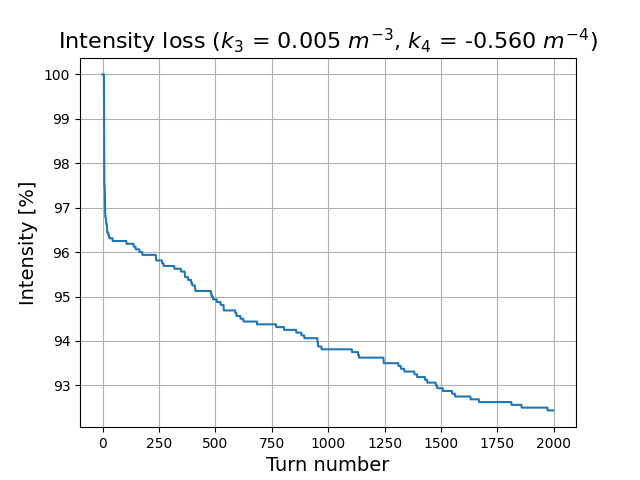 Intensity loss (k₃ = 0.005 m⁻³, k₄ = -0.560 m⁻⁴)
100
99
98
97
96
95
94
93
Intensity [%]
0 250 500 750 1000 1250 1500 1750 2000
Turn number